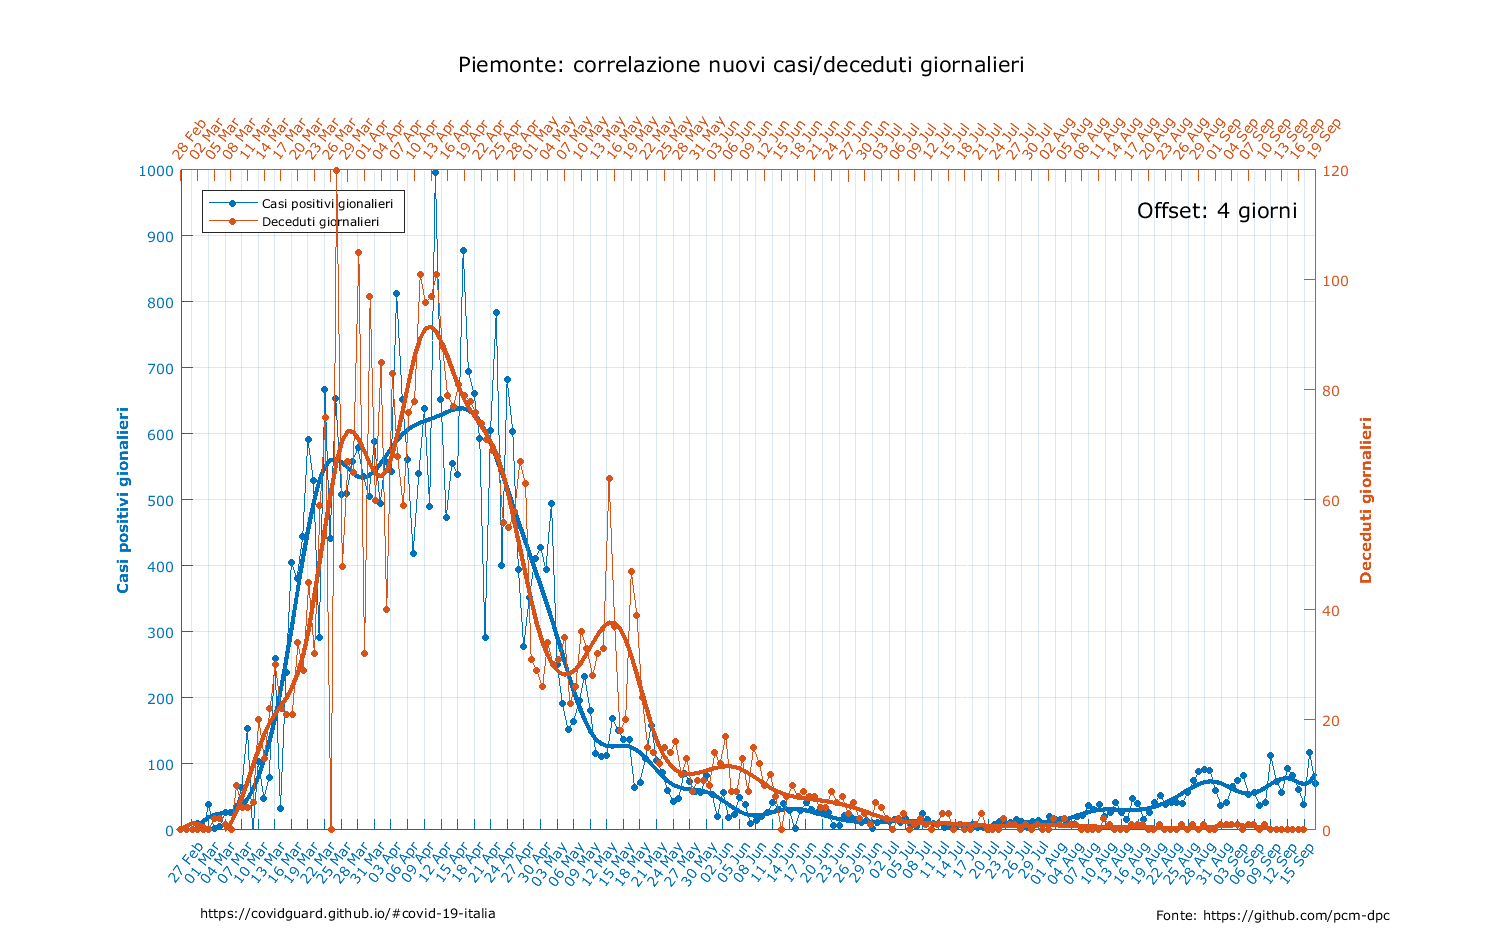 Piemonte: correlazione nuovi casi/deceduti giornalieri
28 Feb
02 Mar
05 Mar
08 Mar
11 Mar
14 Mar
17 Mar
20 Mar
23 Mar
26 Mar
29 Mar
01 Apr
04 Apr
07 Apr
10 Apr
13 Apr
16 Apr
19 Apr
22 Apr
25 Apr
28 Apr
01 May
04 May
07 May
10 May
13 May
16 May
19 May
22 May
25 May
28 May
31 May
03 Jun
06 Jun
09 Jun
12 Jun
15 Jun
18 Jun
21 Jun
24 Jun
27 Jun
30 Jun
03 Jul
06 Jul
09 Jul
12 Jul
15 Jul
18 Jul
21 Jul
24 Jul
27 Jul
30 Jul
02 Aug
05 Aug
08 Aug
11 Aug
14 Aug
17 Aug
20 Aug
23 Aug
26 Aug
29 Aug
01 Sep
04 Sep
07 Sep
10 Sep
13 Sep
16 Sep
19 Sep
Casi positivi gionalieri
Deceduti giornalieri
Offset: 4 giorni
1000
900
800
700
600
500
400
300
200
100
0
Casi positivi gionalieri
120
100
80
60
40
20
0
Deceduti giornalieri
27 Feb
01 Mar
04 Mar
07 Mar
10 Mar
13 Mar
16 Mar
19 Mar
22 Mar
25 Mar
28 Mar
31 Mar
03 Apr
06 Apr
09 Apr
12 Apr
15 Apr
18 Apr
21 Apr
24 Apr
27 Apr
30 Apr
03 May
06 May
09 May
12 May
15 May
18 May
21 May
24 May
27 May
30 May
02 Jun
05 Jun
08 Jun
11 Jun
14 Jun
17 Jun
20 Jun
23 Jun
26 Jun
29 Jun
02 Jul
05 Jul
08 Jul
11 Jul
14 Jul
17 Jul
20 Jul
23 Jul
26 Jul
29 Jul
01 Aug
04 Aug
07 Aug
10 Aug
13 Aug
16 Aug
19 Aug
22 Aug
25 Aug
28 Aug
31 Aug
03 Sep
06 Sep
09 Sep
12 Sep
15 Sep
https://covidguard.github.io/#covid-19-italia
Fonte: https://github.com/pcm-dpc